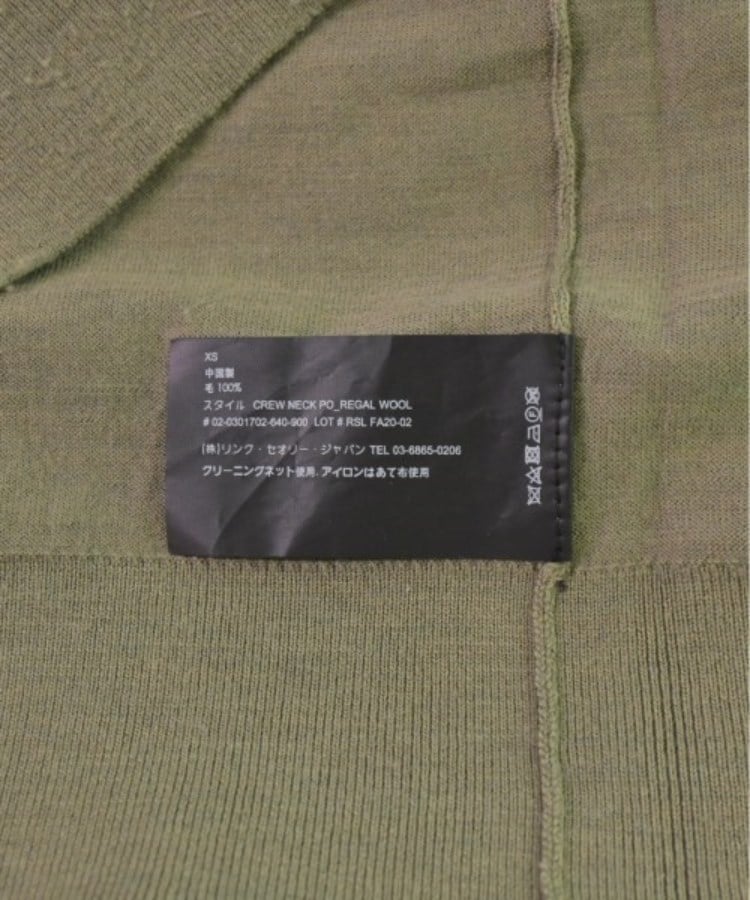 XS
中国製
毛 100%
スタイル CREW NECK PO_REGAL WOOL
# 02-0301702-640-900 LOT # RSL FA20-02
(株)リンク・セオリー・ジャパン TEL 03-6865-0206
クリーニングネット使用. アイロンはあて布使用